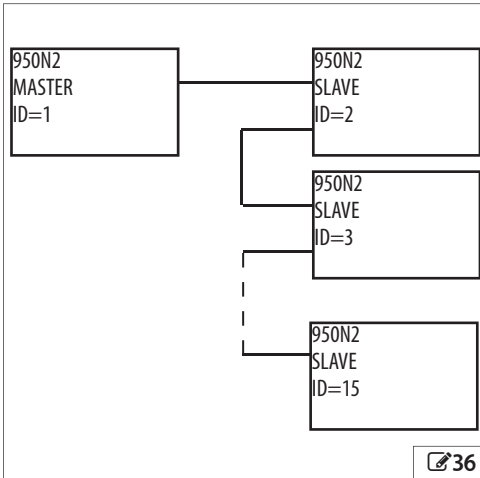 950N2
MASTER
ID=1
950N2
SLAVE
ID=2
950N2
SLAVE
ID=3
950N2
SLAVE
ID=15
36